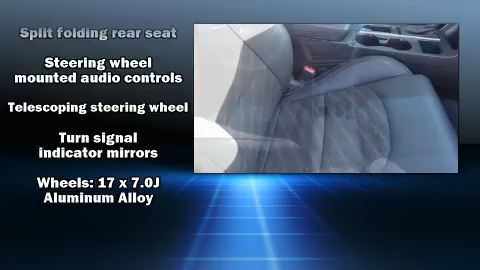 Split folding rear seat
Steering wheel
mounted audio controls
Telescoping steering wheel
Turn signal
indicator mirrors
Wheels: 17 x 7.0J
Aluminum Alloy